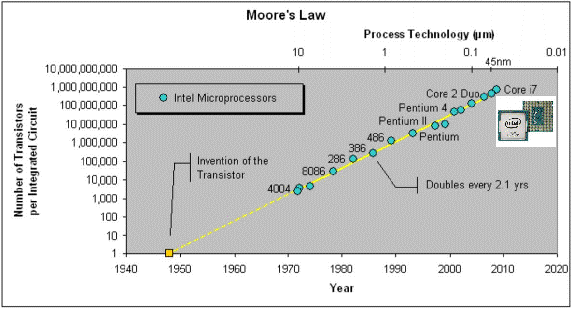 Moore's Law
Process Technology (µm)
10 1 0.1 0.01
45nm
Number of Transistors
per Integrated Circuit
10,000,000,000
1,000,000,000
100,000,000
10,000,000
1,000,000
100,000
10,000
1,000
100
10
1
Intel Microprocessors
Invention of the
Transistor
4004
8086
286
386
486
Pentium
Pentium II
Pentium 4
Core 2 Duo
Core i7
intel
Doubles every 2.1 yrs
1940 1950 1960 1970 1980 1990 2000 2010 2020
Year